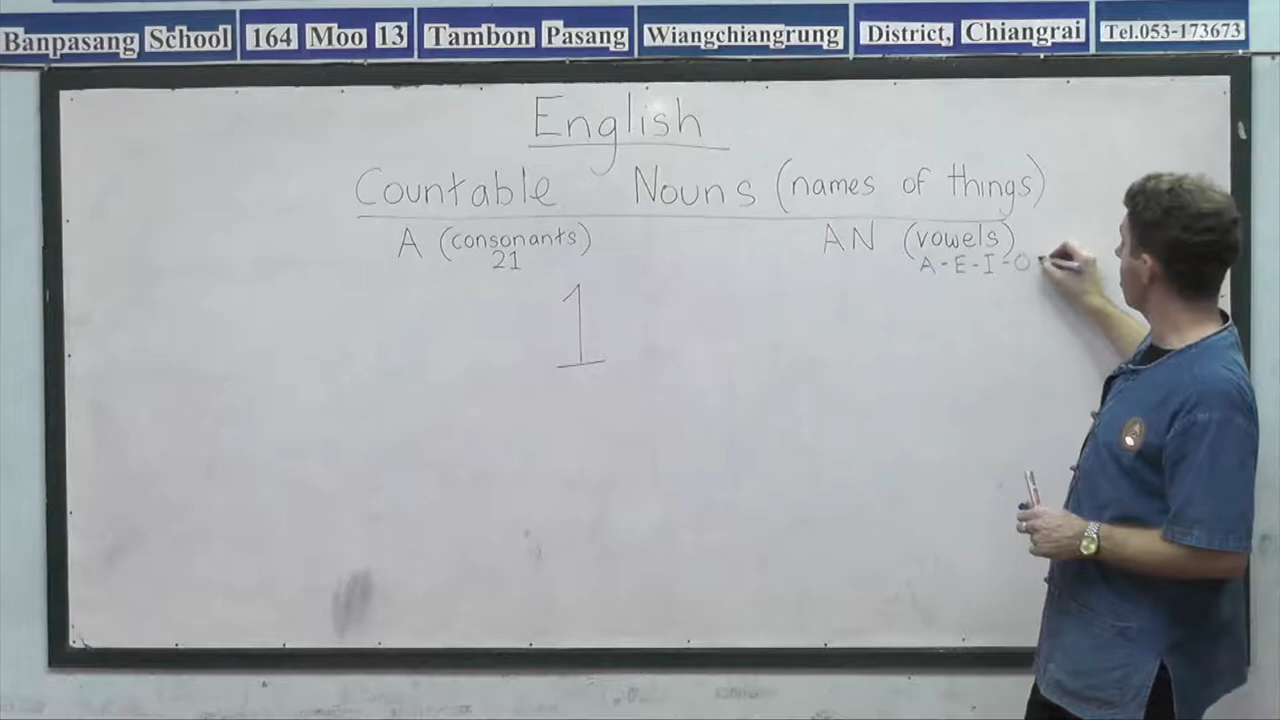 Banpasang School 164 Moo 13 Tambon Pasang Wiangchiangrung District, Chiangrai Tel.053-173673
English
Countable Nouns (names of things)
A (consonants) AN (vowels)
21 A-E-I-O
1